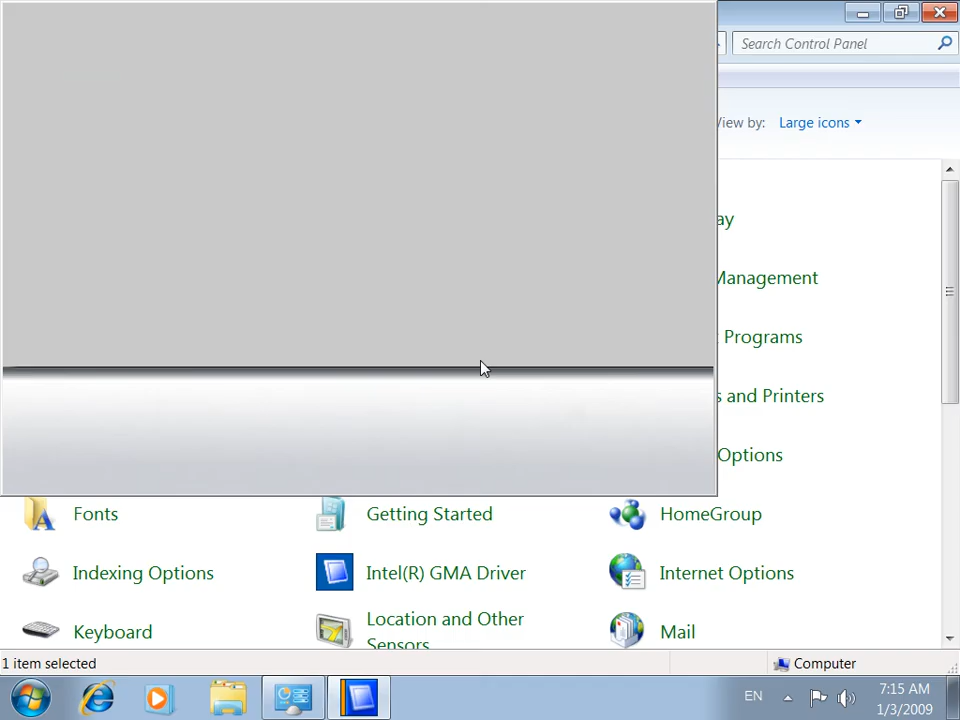 Search Control Panel
View by: Large icons
ay
Management
Programs
s and Printers
Options
Fonts
Getting Started
HomeGroup
Indexing Options
Intel(R) GMA Driver
Internet Options
Keyboard
Location and Other
Sensors
Mail
1 item selected
Computer
EN
7:15 AM
1/3/2009